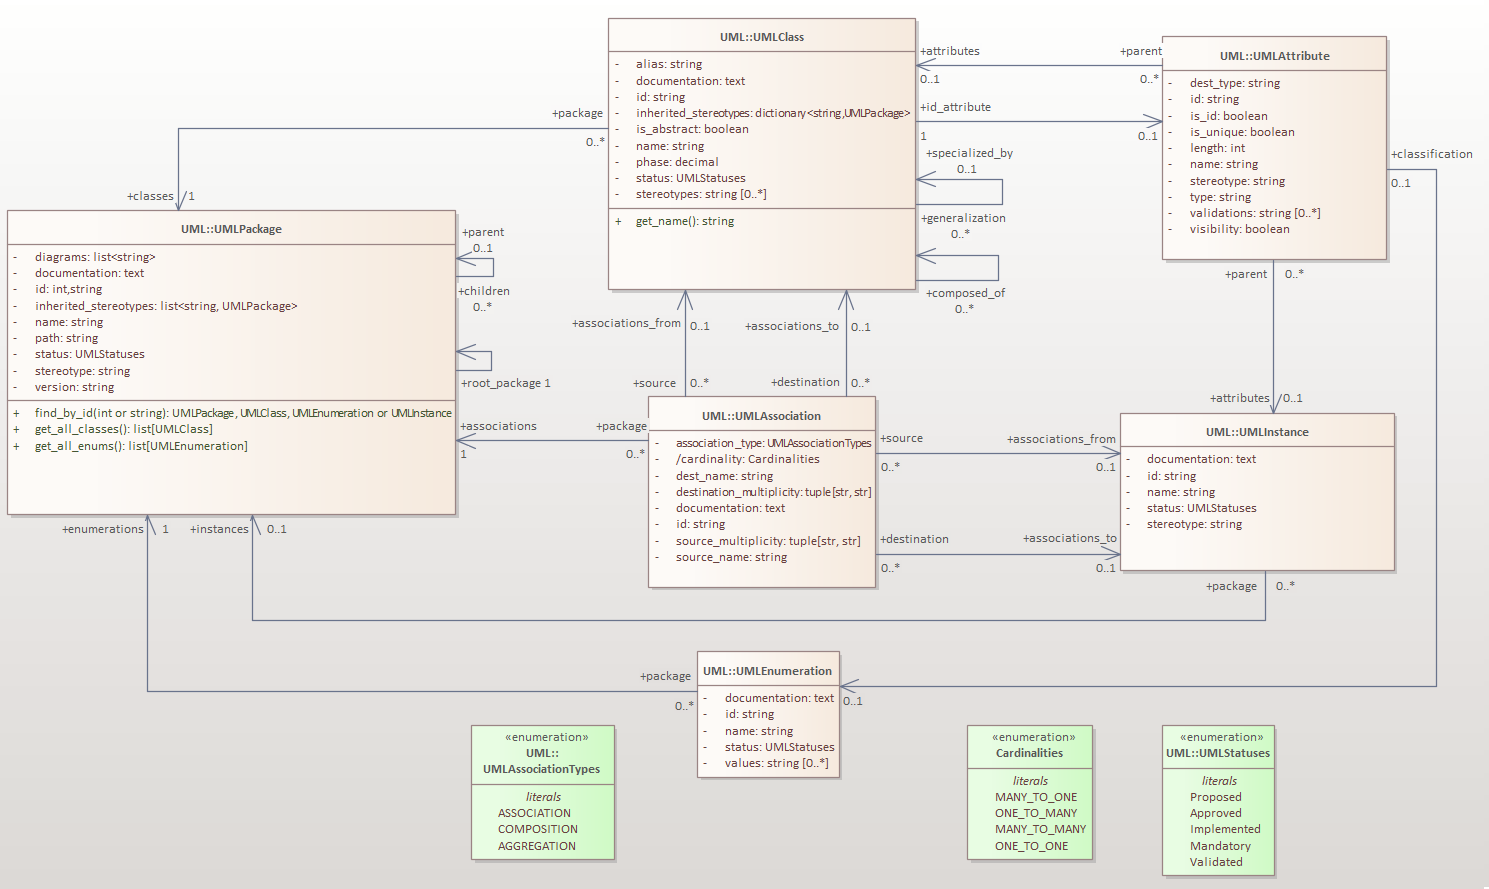 UML::UMLClass
- alias: string
- documentation: text
- id: string
- inherited_stereotypes: dictionary<string,UMLPackage>
- is_abstract: boolean
- name: string
- phase: decimal
- status: UMLStatuses
- stereotypes: string [0..*]
+ get_name(): string
+attributes
0..1
+parent
0..*
+id_attribute
1
0..1
+specialized_by
0..1
+generalization
0..*
+composed_of
0..*
UML::UMLAttribute
- dest_type: string
- id: string
- is_id: boolean
- is_unique: boolean
- length: int
- name: string
- stereotype: string
- type: string
- validations: string [0..*]
- visibility: boolean
+classification
0..1
+parent 0..*
+package
0..*
+classes 1
UML::UMLPackage
- diagrams: list<string>
- documentation: text
- id: int,string
- inherited_stereotypes: list<string, UMLPackage>
- name: string
- path: string
- status: UMLStatuses
- stereotype: string
- version: string
+ find_by_id(int or string): UMLPackage, UMLClass, UMLEnumeration or UMLInstance
+ get_all_classes(): list[UMLClass]
+ get_all_enums(): list[UMLEnumeration]
+parent
0..1
+children
0..*
+root_package 1
+associations
1
+package
0..*
+associations_from 0..1
+associations_to 0..1
+source 0..*
+destination 0..*
UML::UMLAssociation
- association_type: UMLAssociationTypes
- /cardinality: Cardinalities
- dest_name: string
- destination_multiplicity: tuple[str, str]
- documentation: text
- id: string
- source_multiplicity: tuple[str, str]
- source_name: string
+source
0..*
+associations_from
0..1
+destination
0..*
+associations_to
0..1
+attributes 0..1
UML::UMLInstance
- documentation: text
- id: string
- name: string
- status: UMLStatuses
- stereotype: string
+package 0..*
+enumerations 1
+instances 0..1
+package
0..*
UML::UMLEnumeration
- documentation: text
- id: string
- name: string
- status: UMLStatuses
- values: string [0..*]
0..1
«enumeration»
UML::
UMLAssociationTypes
literals
ASSOCIATION
COMPOSITION
AGGREGATION
«enumeration»
Cardinalities
literals
MANY_TO_ONE
ONE_TO_MANY
MANY_TO_MANY
ONE_TO_ONE
«enumeration»
UML::UMLStatuses
literals
Proposed
Approved
Implemented
Mandatory
Validated